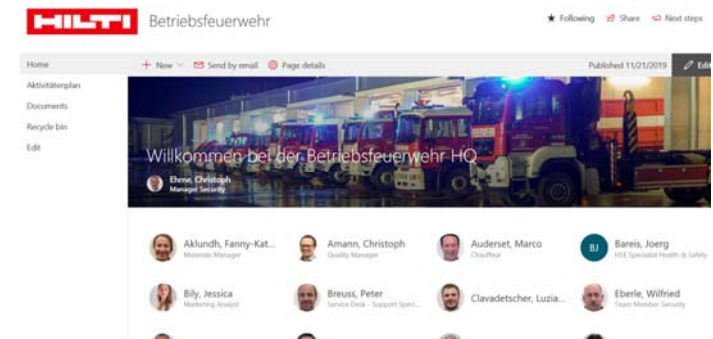 HILTI Betriebsfeuerwehr
★ Following Share Next steps
Home
+ New Send by email Page details
Published 11/21/2019 Edit
Aktivitätenplan
Documents
Recycle bin
Edit
Willkommen bei der Betriebsfeuerwehr HQ
Ehrne, Christoph
Manager Security
Aklundh, Fanny-Kat...
Materials Manager
Amann, Christoph
Quality Manager
Auderset, Marco
Chauffeur
BJ
Bareis, Joerg
HSE Specialist Health & Safety
Bily, Jessica
Marketing Analyst
Breuss, Peter
Service Desk - Support Speci...
Clavadetscher, Luzia...
Eberle, Wilfried
Team Member Security